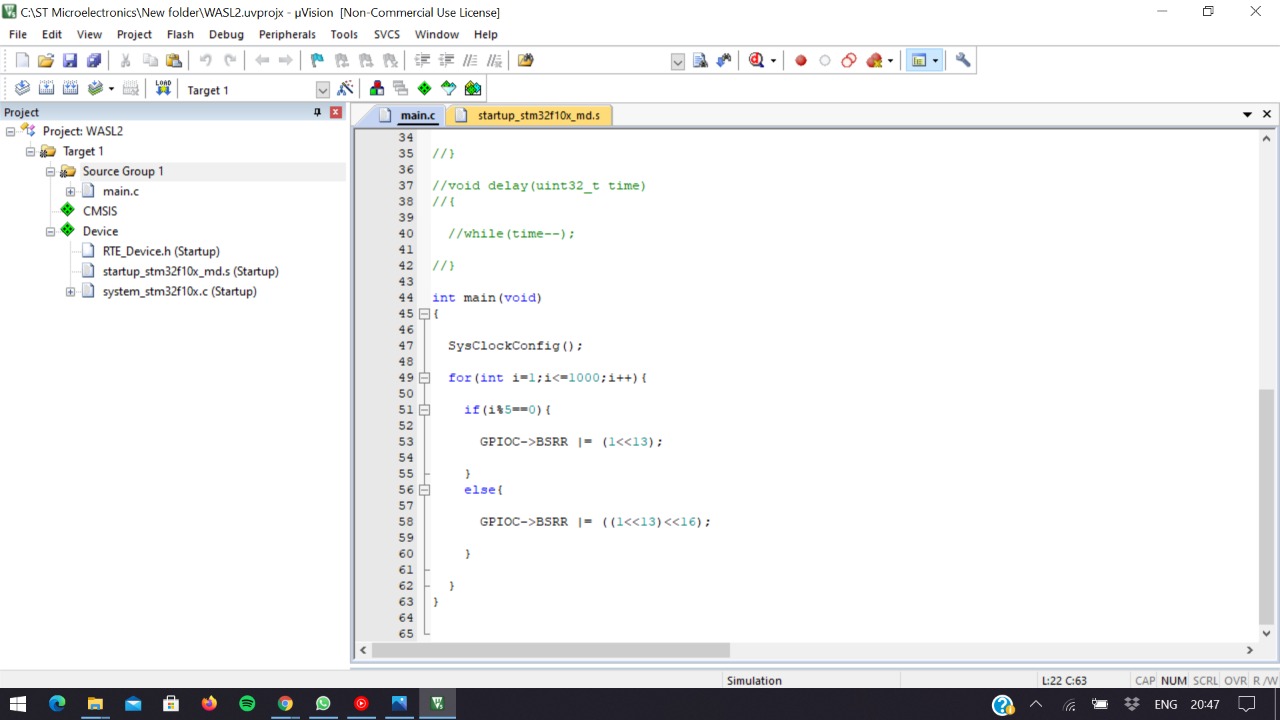 C:\ST Microelectronics\New folder\WASL2.uvprojx - µVision [Non-Commercial Use License]
File Edit View Project Flash Debug Peripherals Tools SVCS Window Help
LOAD Target 1
Project
main.c startup_stm32f10x_md.s
Project: WASL2
Target 1
Source Group 1
main.c
CMSIS
Device
RTE_Device.h (Startup)
startup_stm32f10x_md.s (Startup)
system_stm32f10x.c (Startup)
34
35 //}
36
37 //void delay(uint32_t time)
38 //{
39
40 //while(time--);
41
42 //}
43
44 int main(void)
45 {
46
47 SysClockConfig();
48
49 for(int i=1;i<=1000;i++){
50
51 if(i%5==0){
52
53 GPIOC->BSRR |= (1<<13);
54
55 }
56 else{
57
58 GPIOC->BSRR |= ((1<<13)<<16);
59
60 }
61
62 }
63 }
64
65
Simulation L:22 C:63 CAP NUM SCRL OVR R/W
ENG 20:47